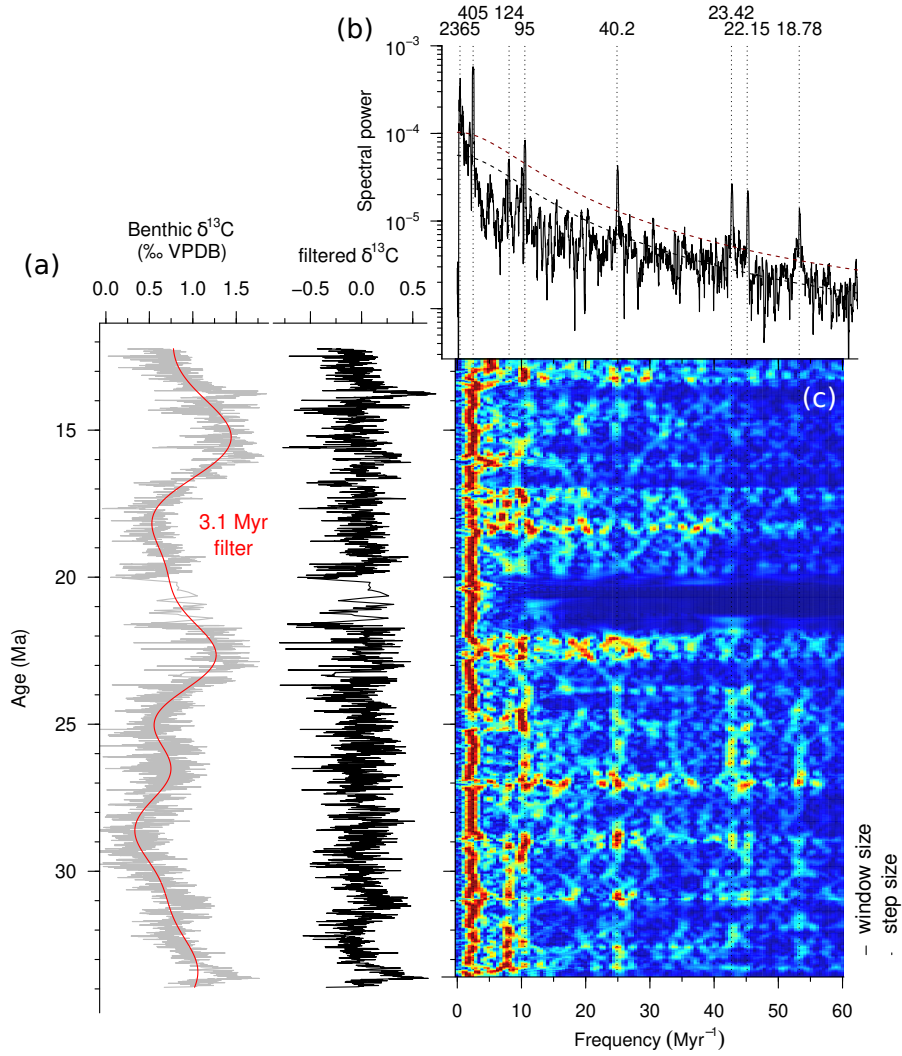 (b)
405 124 23.42
2365 95 40.2 22.15 18.78
10⁻³
10⁻⁴
10⁻⁵
Spectral power
(a)
Benthic δ¹³C
(‰ VPDB)
0.0 0.5 1.0 1.5
filtered δ¹³C
−0.5 0.0 0.5
(c)
15
20
25
30
Age (Ma)
3.1 Myr
filter
– window size
- step size
0 10 20 30 40 50 60
Frequency (Myr⁻¹)